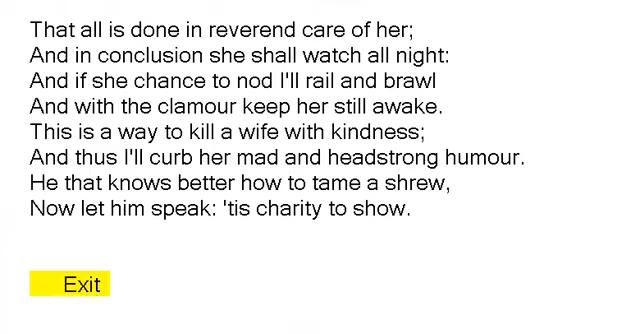 That all is done in reverend care of her;
And in conclusion she shall watch all night:
And if she chance to nod I'll rail and brawl
And with the clamour keep her still awake.
This is a way to kill a wife with kindness;
And thus I'll curb her mad and headstrong humour.
He that knows better how to tame a shrew,
Now let him speak: 'tis charity to show.
Exit